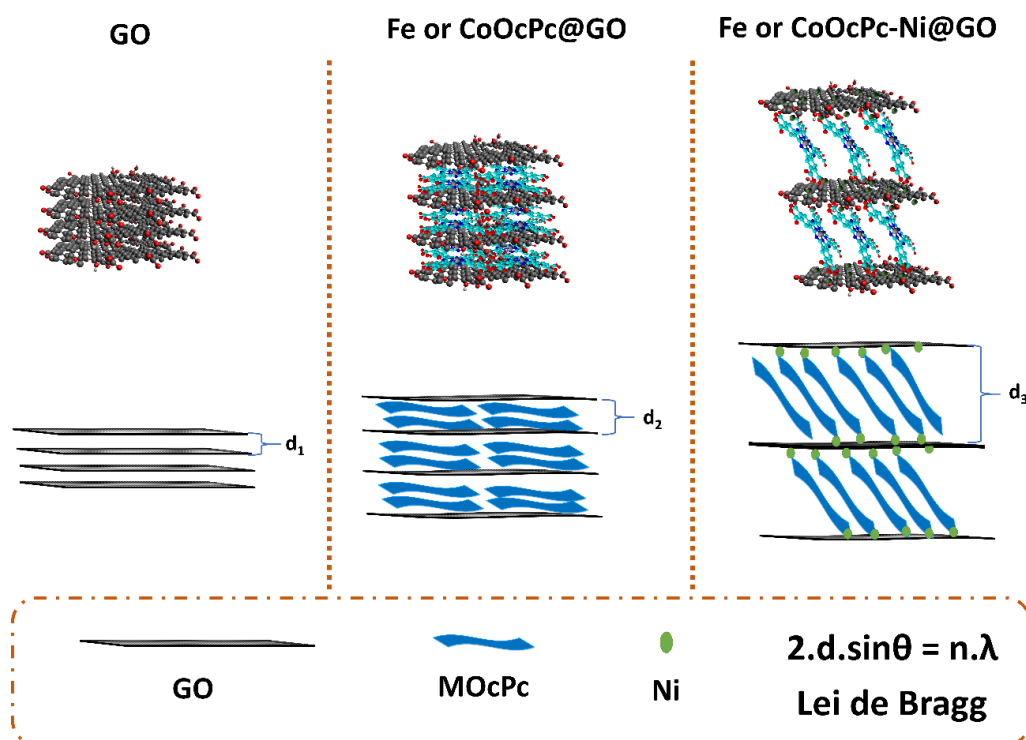 GO
Fe or CoOcPc@GO
Fe or CoOcPc-Ni@GO
d₁
d₂
d₃
GO
MOcPc
Ni
2.d.sinθ = n.λ
Lei de Bragg